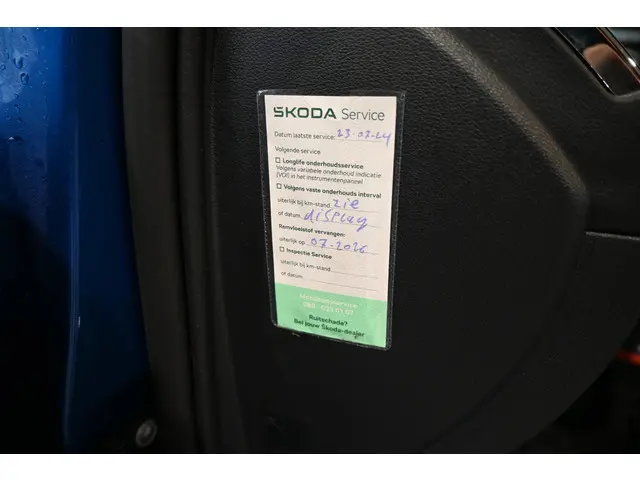 ŠKODA Service
Datum laatste service: 23-07-24
Volgende service
Longlife onderhoudsservice
Volgens variabele onderhoud indicatie
(VOI) in het instrumentenpaneel
Volgens vaste onderhouds interval
uiterlijk bij km-stand zie
of datum display
Remvloeistof vervangen:
uiterlijk op 07-2026
Inspectie Service
uiterlijk bij km-stand
of datum
Ruitschade?
Bel jouw Škoda-dealer